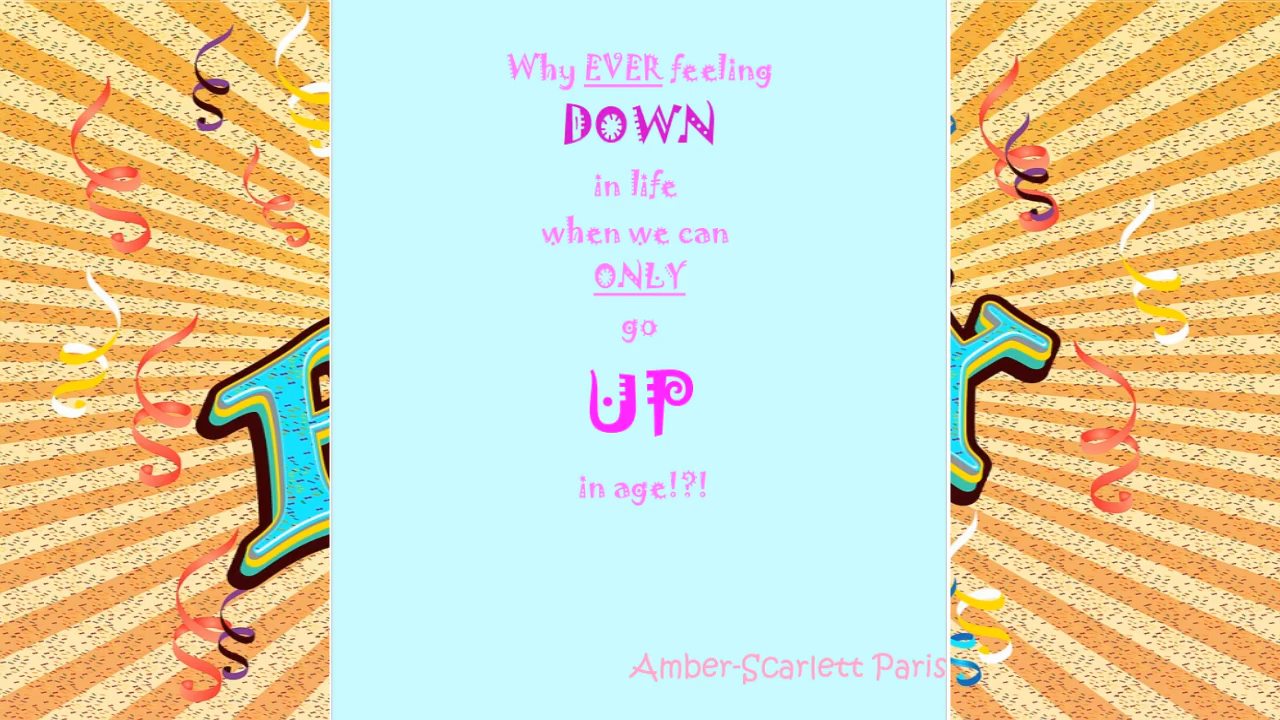 Why EVER feeling
DOWN
in life
when we can
ONLY
go
UP
in age!?!
Amber-Scarlett Paris